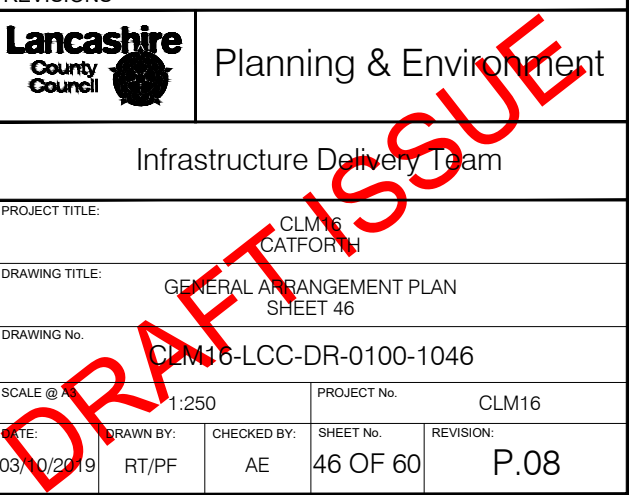 REVISIONS
Lancashire
County
Council
Planning & Environment
Infrastructure Delivery Team
PROJECT TITLE:
CLM16
CATFORTH
DRAWING TITLE:
GENERAL ARRANGEMENT PLAN
SHEET 46
DRAWING No.
CLM16-LCC-DR-0100-1046
SCALE @ A3
1:250
PROJECT No.
CLM16
DATE:
03/10/2019
DRAWN BY:
RT/PF
CHECKED BY:
AE
SHEET No.
46 OF 60
REVISION:
P.08
DRAFT ISSUE